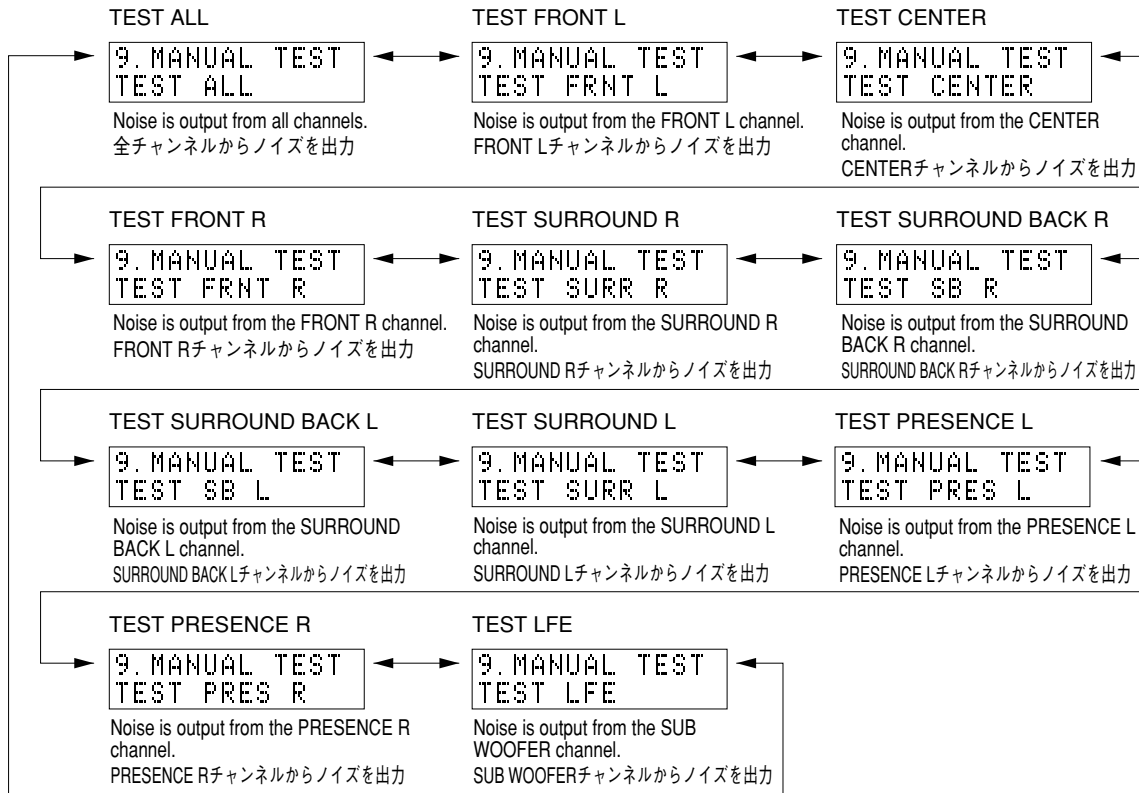 TEST ALL
9.MANUAL TEST
TEST ALL
Noise is output from all channels.
全チャンネルからノイズを出力
TEST FRONT L
9.MANUAL TEST
TEST FRNT L
Noise is output from the FRONT L channel.
FRONT Lチャンネルからノイズを出力
TEST CENTER
9.MANUAL TEST
TEST CENTER
Noise is output from the CENTER
channel.
CENTERチャンネルからノイズを出力
TEST FRONT R
9.MANUAL TEST
TEST FRNT R
Noise is output from the FRONT R channel.
FRONT Rチャンネルからノイズを出力
TEST SURROUND R
9.MANUAL TEST
TEST SURR R
Noise is output from the SURROUND R
channel.
SURROUND Rチャンネルからノイズを出力
TEST SURROUND BACK R
9.MANUAL TEST
TEST SB R
Noise is output from the SURROUND
BACK R channel.
SURROUND BACK Rチャンネルからノイズを出力
TEST SURROUND BACK L
9.MANUAL TEST
TEST SB L
Noise is output from the SURROUND
BACK L channel.
SURROUND BACK Lチャンネルからノイズを出力
TEST SURROUND L
9.MANUAL TEST
TEST SURR L
Noise is output from the SURROUND L
channel.
SURROUND Lチャンネルからノイズを出力
TEST PRESENCE L
9.MANUAL TEST
TEST PRES L
Noise is output from the PRESENCE L
channel.
PRESENCE Lチャンネルからノイズを出力
TEST PRESENCE R
9.MANUAL TEST
TEST PRES R
Noise is output from the PRESENCE R
channel.
PRESENCE Rチャンネルからノイズを出力
TEST LFE
9.MANUAL TEST
TEST LFE
Noise is output from the SUB
WOOFER channel.
SUB WOOFERチャンネルからノイズを出力